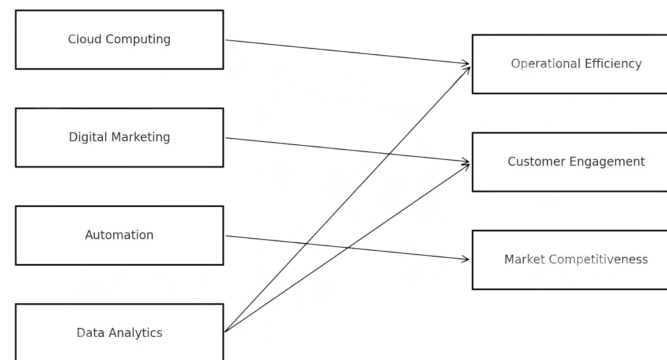 Cloud Computing
Operational Efficiency
Digital Marketing
Customer Engagement
Automation
Market Competitiveness
Data Analytics